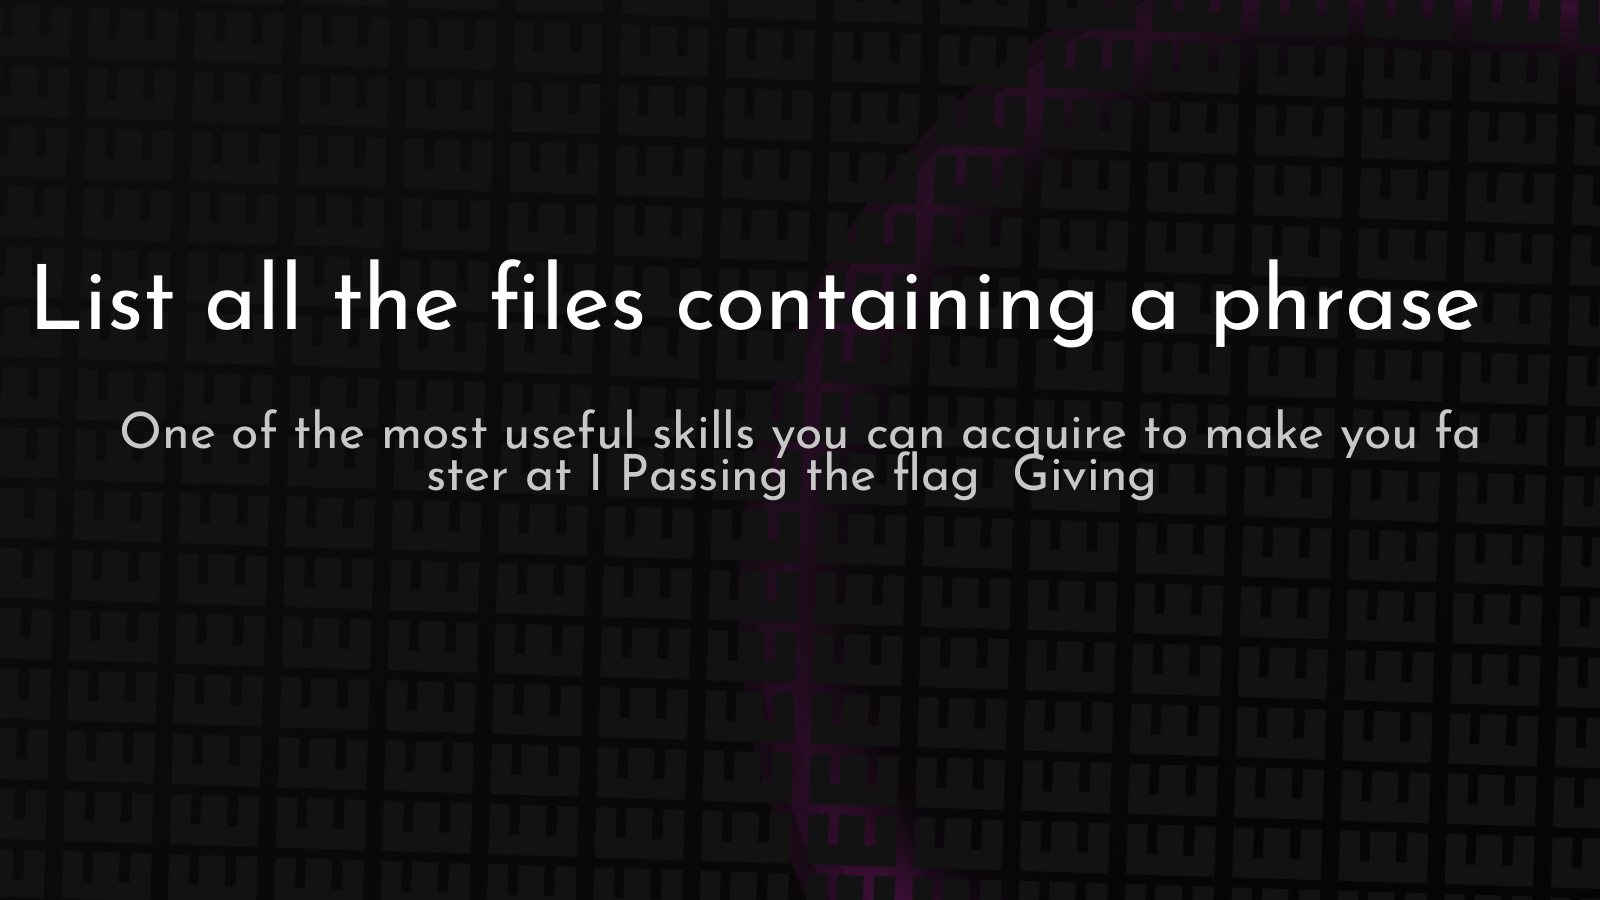 List all the files containing a phrase
One of the most useful skills you can acquire to make you fa
ster at I Passing the flag  Giving